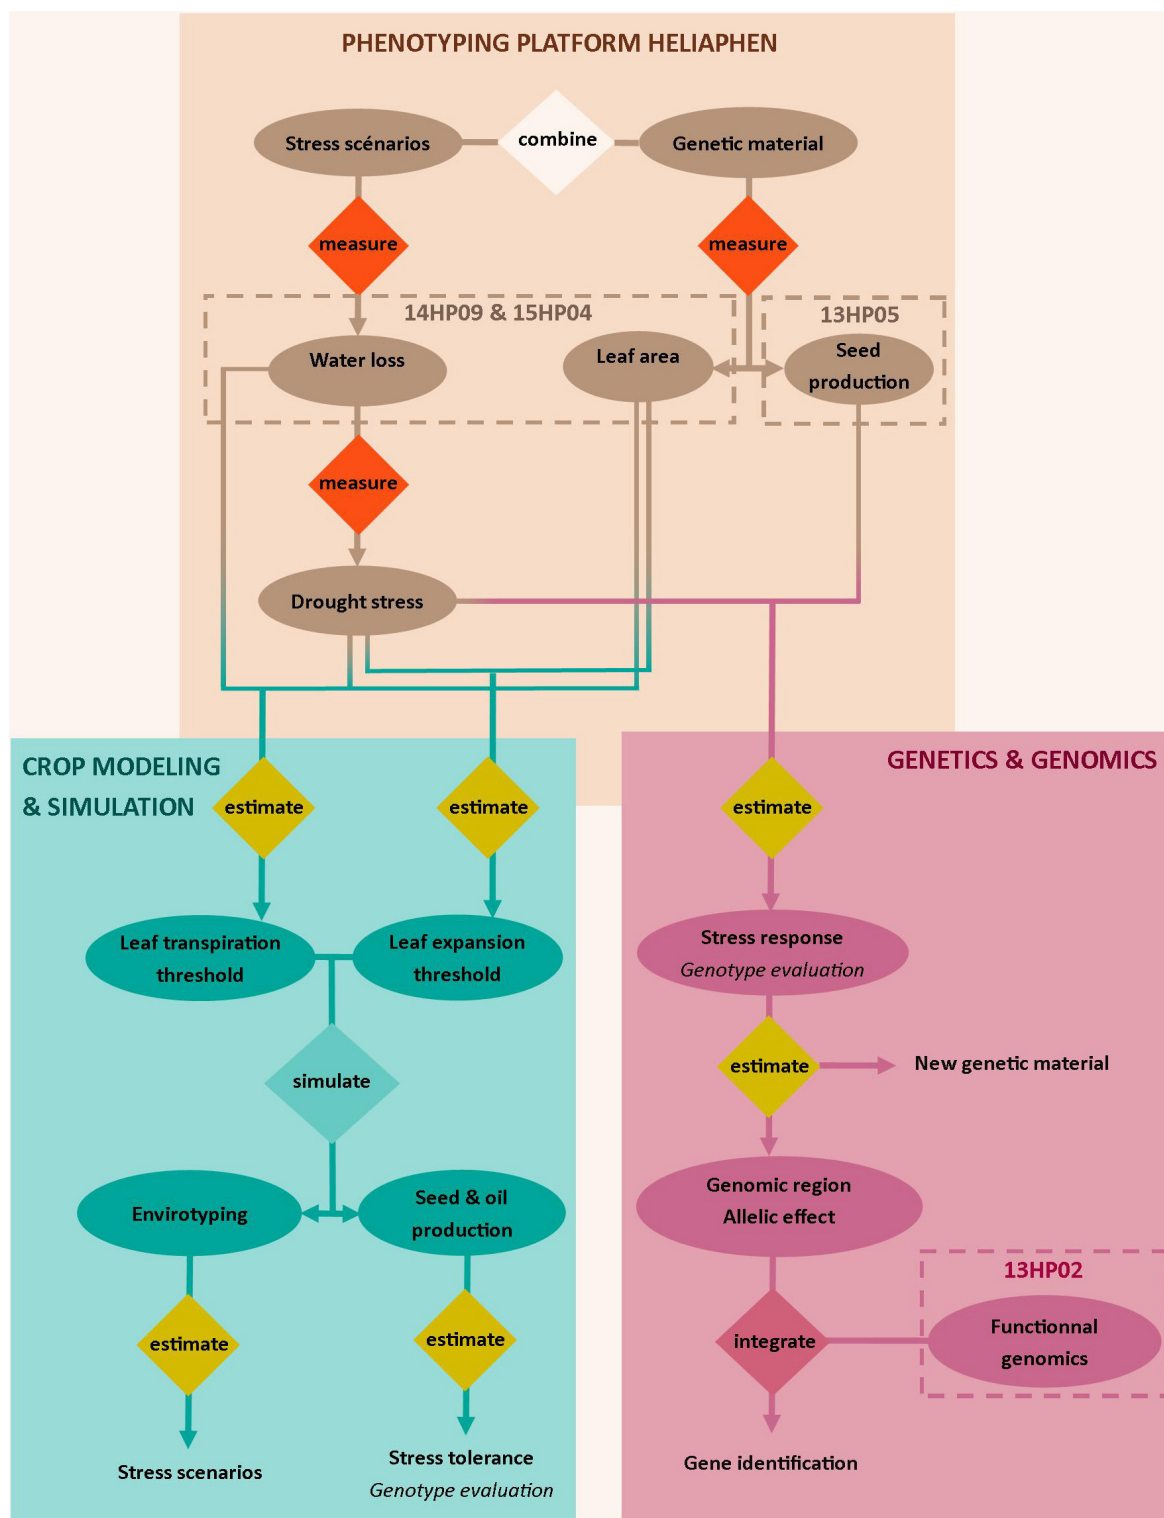 PHENOTYPING PLATFORM HELIAPHEN
Stress scénarios
combine
Genetic material
measure
measure
14HP09 & 15HP04
13HP05
Water loss
Leaf area
Seed
production
measure
Drought stress
CROP MODELING
& SIMULATION
GENETICS & GENOMICS
estimate
estimate
estimate
Leaf transpiration
threshold
Leaf expansion
threshold
Stress response
Genotype evaluation
simulate
estimate
New genetic material
Envirotyping
Seed & oil
production
Genomic region
Allelic effect
13HP02
estimate
estimate
integrate
Functionnal
genomics
Stress scenarios
Stress tolerance
Genotype evaluation
Gene identification